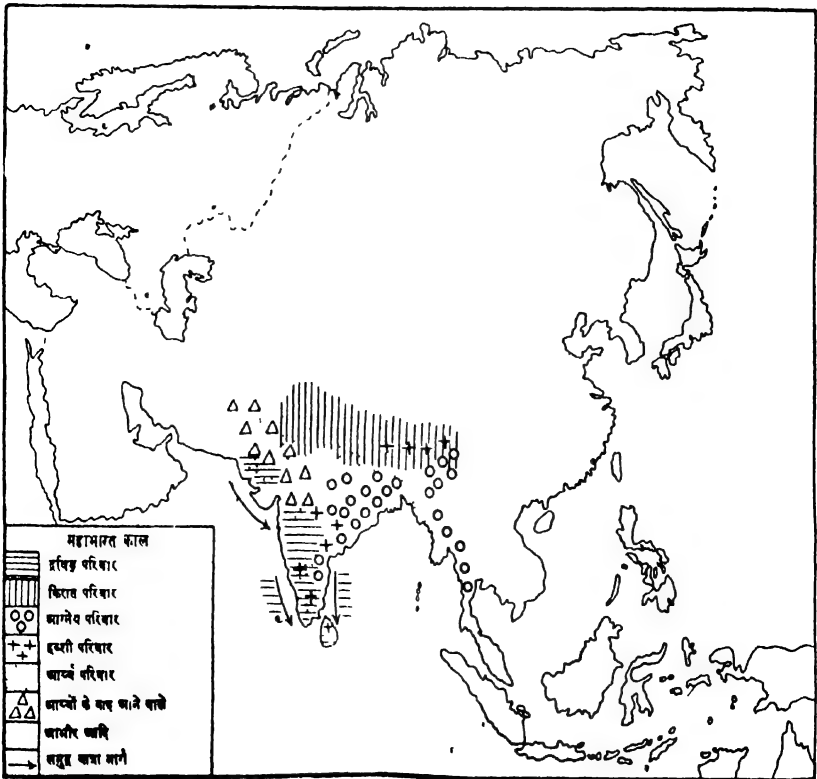 महाभारत काल
द्रविड़ परिवार
किरात परिवार
आग्नेय परिवार
हब्शी परिवार
आर्य्य परिवार
आर्य्यों के बाद आने वाले
आभीर आदि
समुद्र यात्रा मार्ग